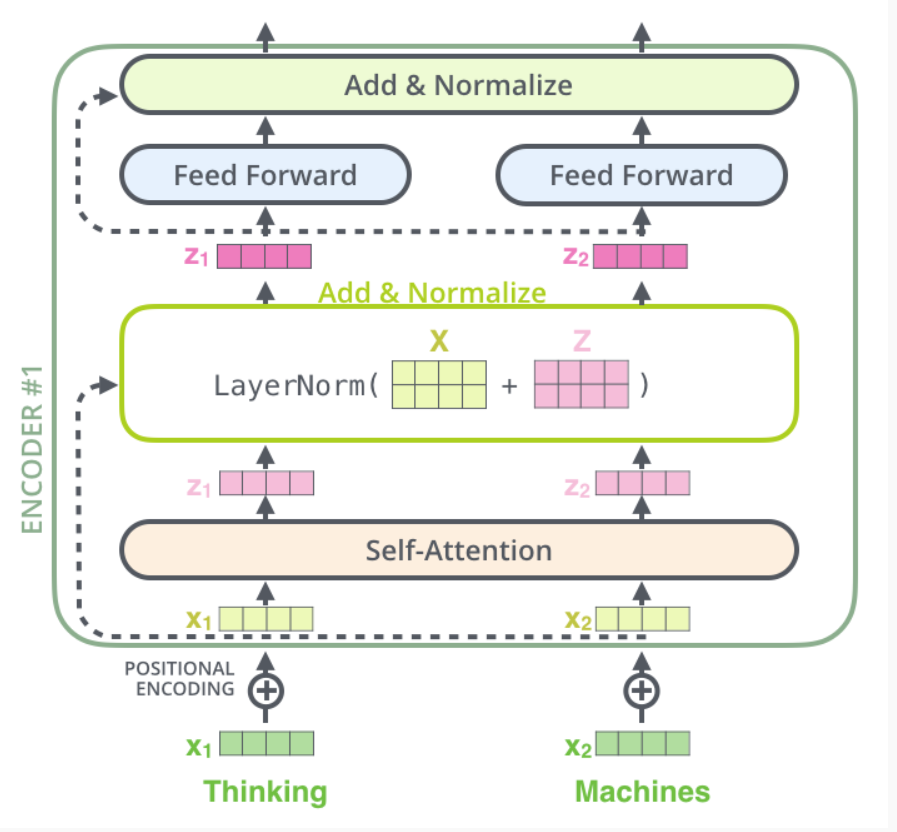 Add & Normalize
Feed Forward
Feed Forward
z1
z2
Add & Normalize
X
Z
LayerNorm( + )
ENCODER #1
z1
z2
Self-Attention
x1
x2
POSITIONAL
ENCODING
x1
x2
Thinking
Machines